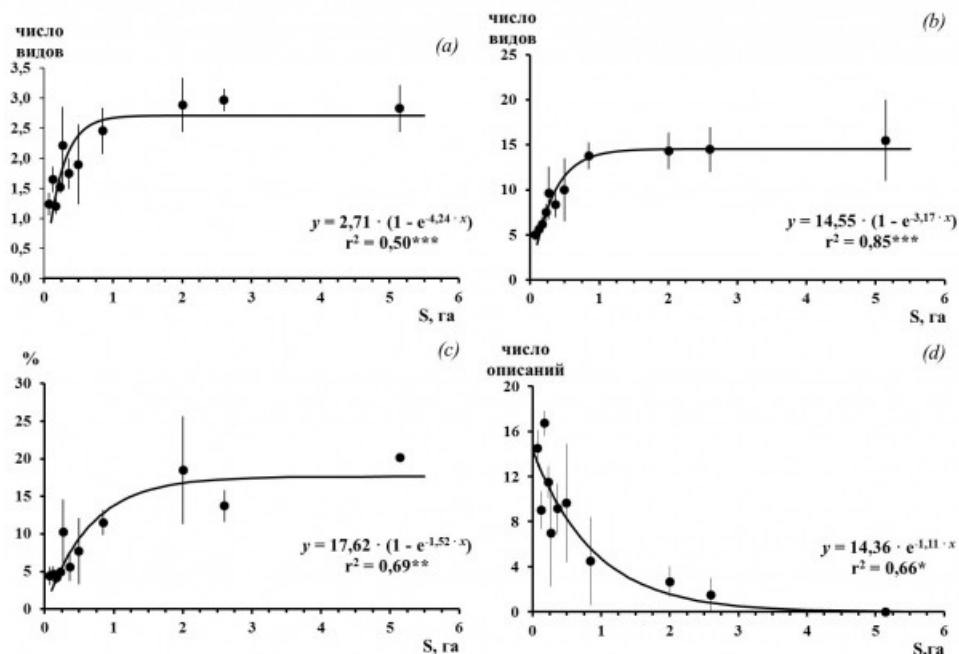 число
видов
(a)
3,5
3,0
2,5
2,0
1,5
1,0
0,5
0,0
y = 2,71 · (1 - e^-4,24 · x)
r² = 0,50***
0 1 2 3 4 5 6
S, га
число
видов
(b)
25
20
15
10
5
0
y = 14,55 · (1 - e^-3,17 · x)
r² = 0,85***
0 1 2 3 4 5 6
S, га
%
(c)
30
25
20
15
10
5
0
y = 17,62 · (1 - e^-1,52 · x)
r² = 0,69**
0 1 2 3 4 5 6
S, га
число
описаний
(d)
20
16
12
8
4
0
y = 14,36 · e^-1,11 · x
r² = 0,66*
0 1 2 3 4 5 6
S,га